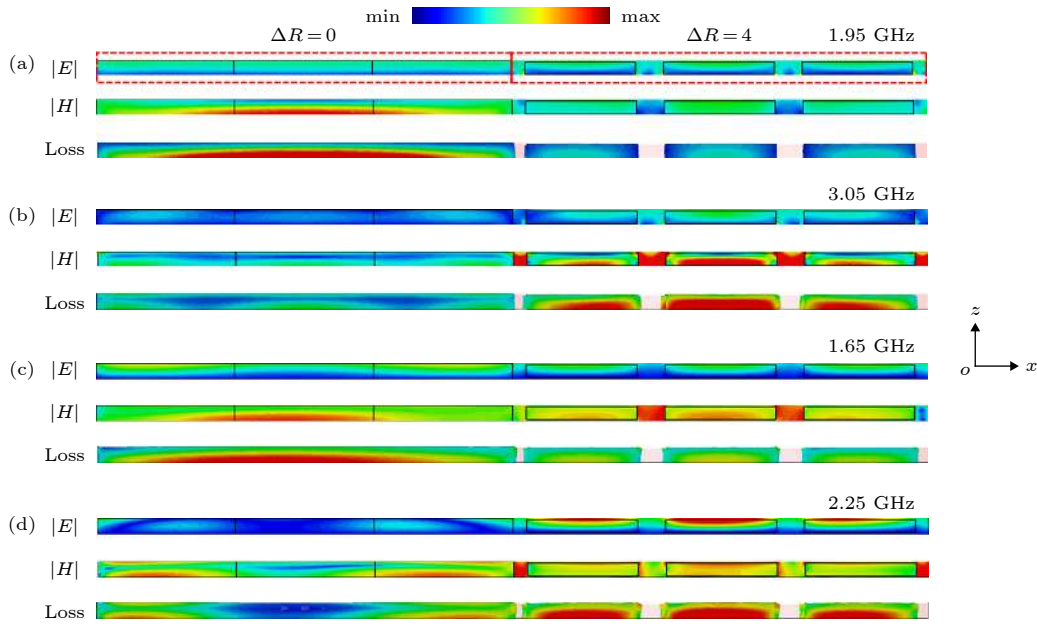 min max
ΔR=0 ΔR=4 1.95 GHz
(a) |E|
|H|
Loss
3.05 GHz
(b) |E|
|H|
Loss
z
o x
1.65 GHz
(c) |E|
|H|
Loss
2.25 GHz
(d) |E|
|H|
Loss